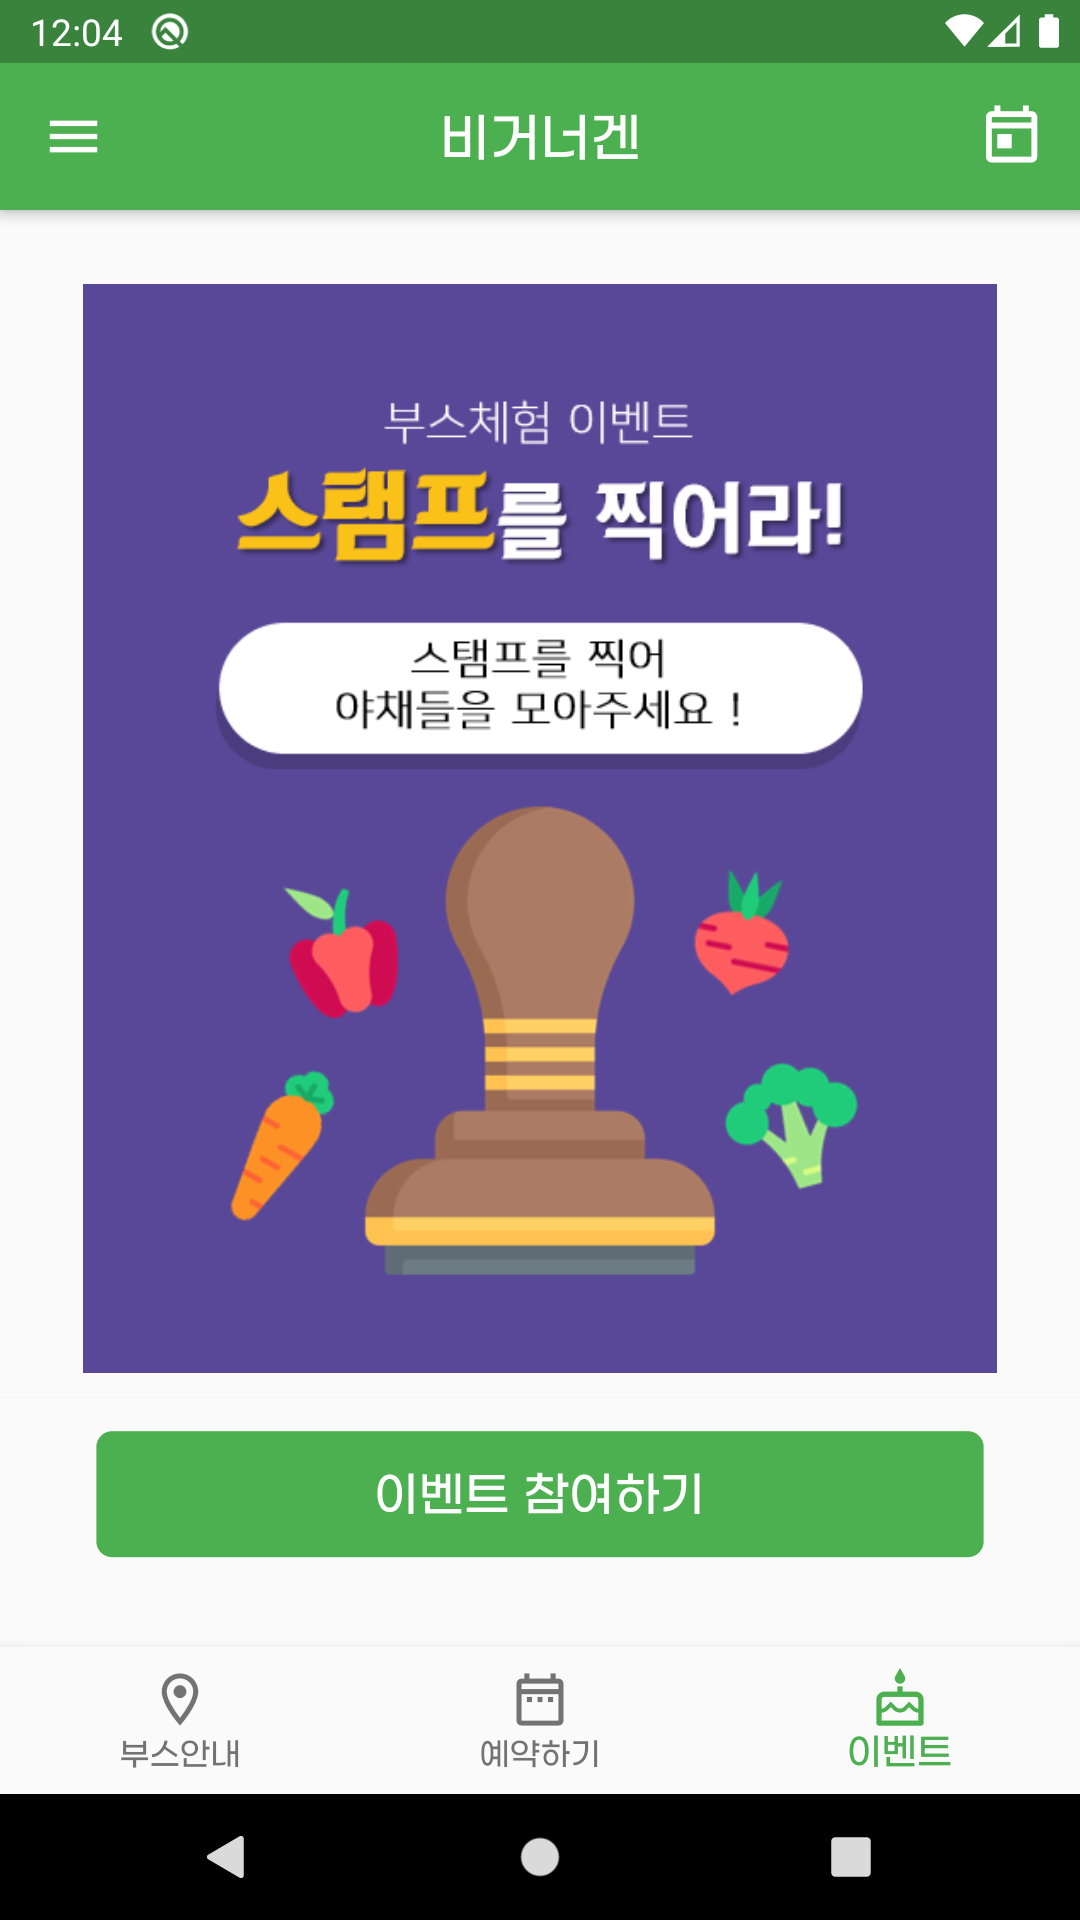 12:04
비거너겐
부스체험 이벤트
스탬프를 찍어라!
스탬프를 찍어
야채들을 모아주세요 !
이벤트 참여하기
부스안내
예약하기
이벤트